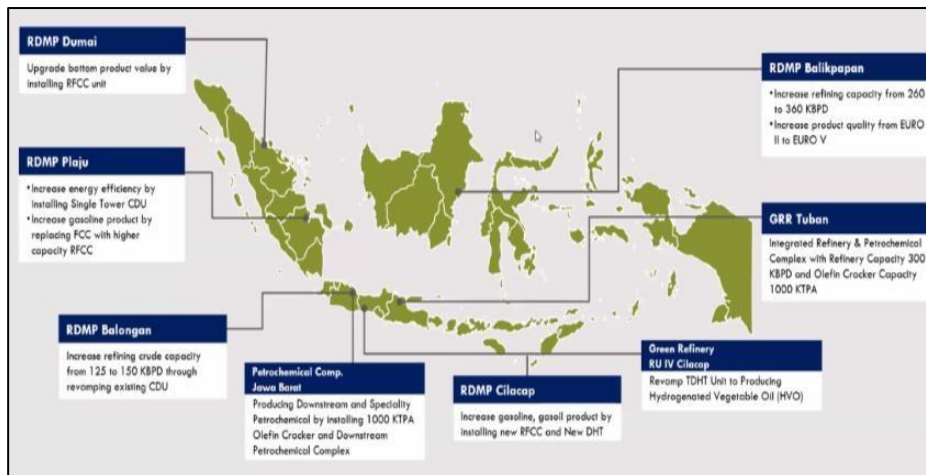 RDMP Dumai
Upgrade bottom product value by
installing RFCC unit
RDMP Plaju
•Increase energy efficiency by
Installing Single Tower CDU
•Increase gasoline product by
replacing FCC with higher
capacity RFCC
RDMP Balongan
Increase refining crude capacity
from 125 to 150 KBPD through
revamping existing CDU
Petrochemical Comp.
Jawa Barat
Producing Downstream and Speciality
Petrochemical by installing 1000 KTPA
Olefin Cracker and Downstream
Petrochemical Complex
RDMP Cilacap
Increase gasoline, gasoil product by
installing new RFCC and New DHT
Green Refinery
RU IV Cilacap
Revamp TDHT Unit to Producing
Hydrogenated Vegetable Oil (HVO)
RDMP Balikpapan
•Increase refining capacity from 260
to 360 KBPD
•Increase product quality from EURO
II to EURO V
GRR Tuban
Integrated Refinery & Petrochemical
Complex with Refinery Capacity 300
KBPD and Olefin Cracker Capacity
1000 KTPA